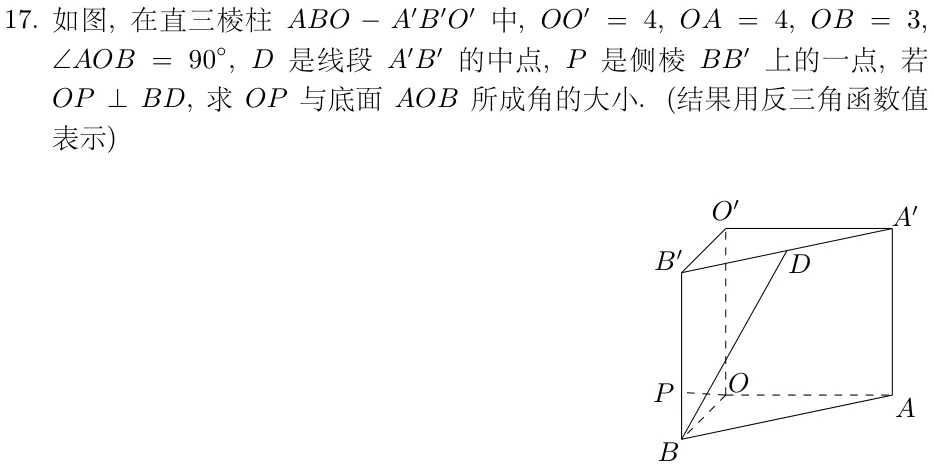 17. 如图, 在直三棱柱 ABO − A′B′O′ 中, OO′ = 4, OA = 4, OB = 3,
∠AOB = 90°, D 是线段 A′B′ 的中点, P 是侧棱 BB′ 上的一点, 若
OP ⊥ BD, 求 OP 与底面 AOB 所成角的大小. (结果用反三角函数值
表示)
O′
A′
B′
D
P
O
A
B